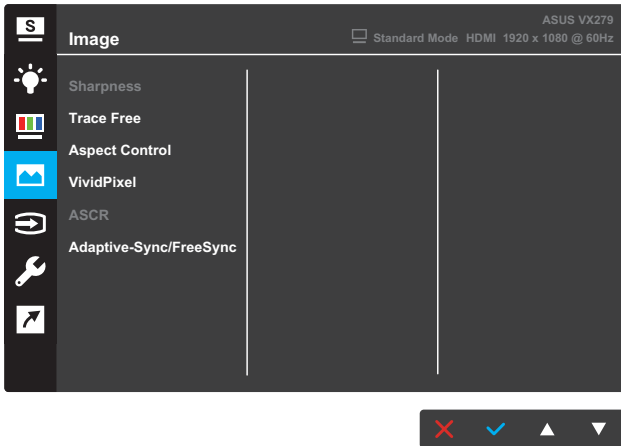 S
ASUS VX279
Image
Standard Mode HDMI 1920 x 1080 @ 60Hz
Sharpness
Trace Free
Aspect Control
VividPixel
ASCR
Adaptive-Sync/FreeSync